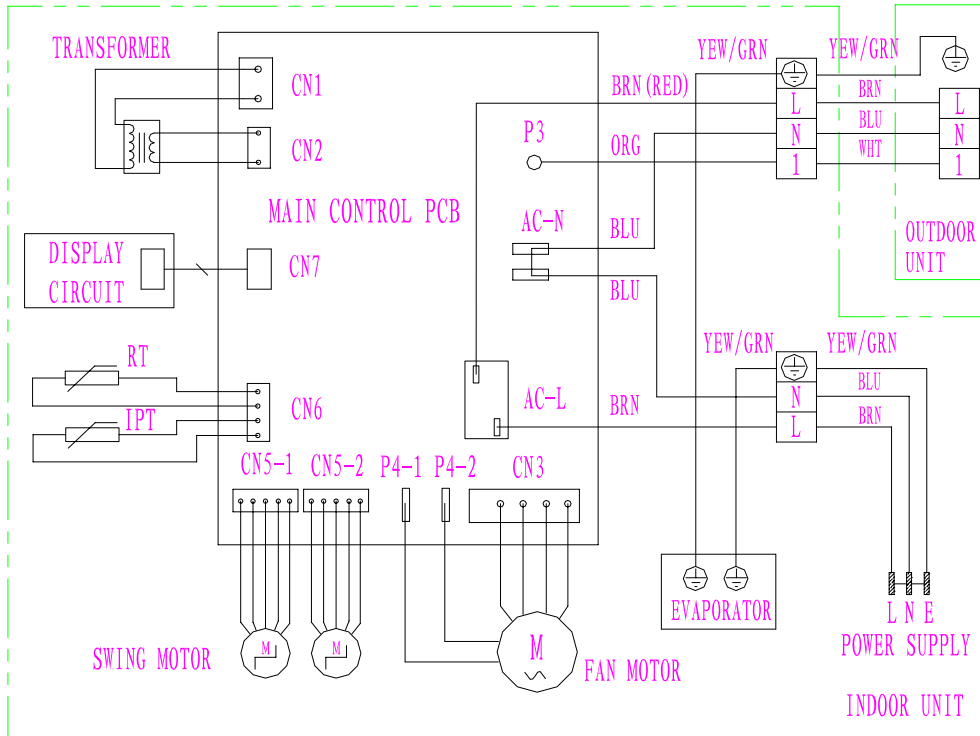 TRANSFORMER
CN1
CN2
MAIN CONTROL PCB
DISPLAY
CIRCUIT
CN7
RT
IPT
CN6
CN5-1
CN5-2
P4-1
P4-2
CN3
SWING MOTOR
M
M
M
FAN MOTOR
P3
AC-N
AC-L
YEW/GRN
YEW/GRN
BRN(RED)
L
BRN
L
N
BLU
N
ORG
1
WHT
1
BLU
BLU
OUTDOOR
UNIT
YEW/GRN
YEW/GRN
BLU
N
BRN
BRN
L
EVAPORATOR
L N E
POWER SUPPLY
INDOOR UNIT